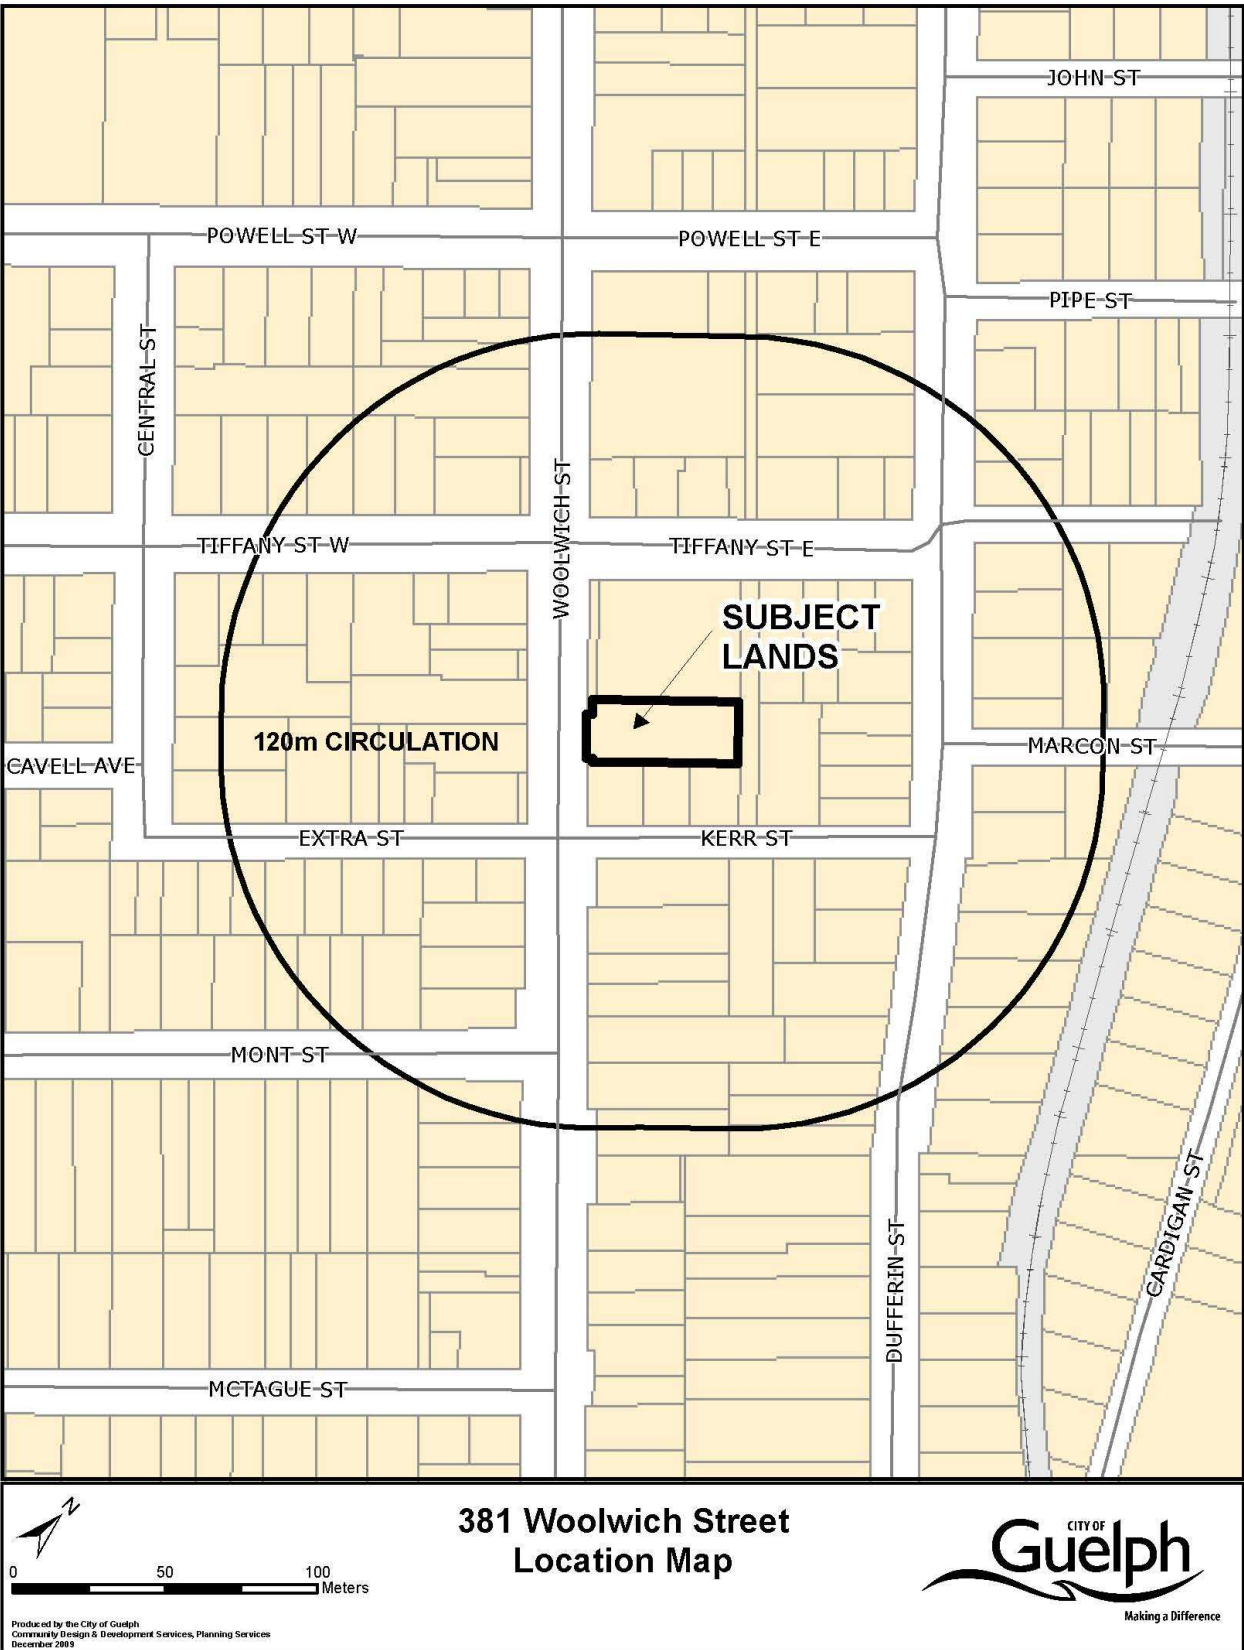 JOHN ST
POWELL ST W
POWELL ST E
PIPE ST
CENTRAL ST
WOOLWICH ST
TIFFANY ST W
TIFFANY ST E
SUBJECT
LANDS
120m CIRCULATION
MARCON ST
CAVELL AVE
EXTRA ST
KERR ST
MONT ST
CARDIGAN ST
DUFFERIN ST
MCTAGUE ST
N
0 50 100
Meters
Produced by the City of Guelph
Community Design & Development Services, Planning Services
December 2009
381 Woolwich Street
Location Map
CITY OF
Guelph
Making a Difference